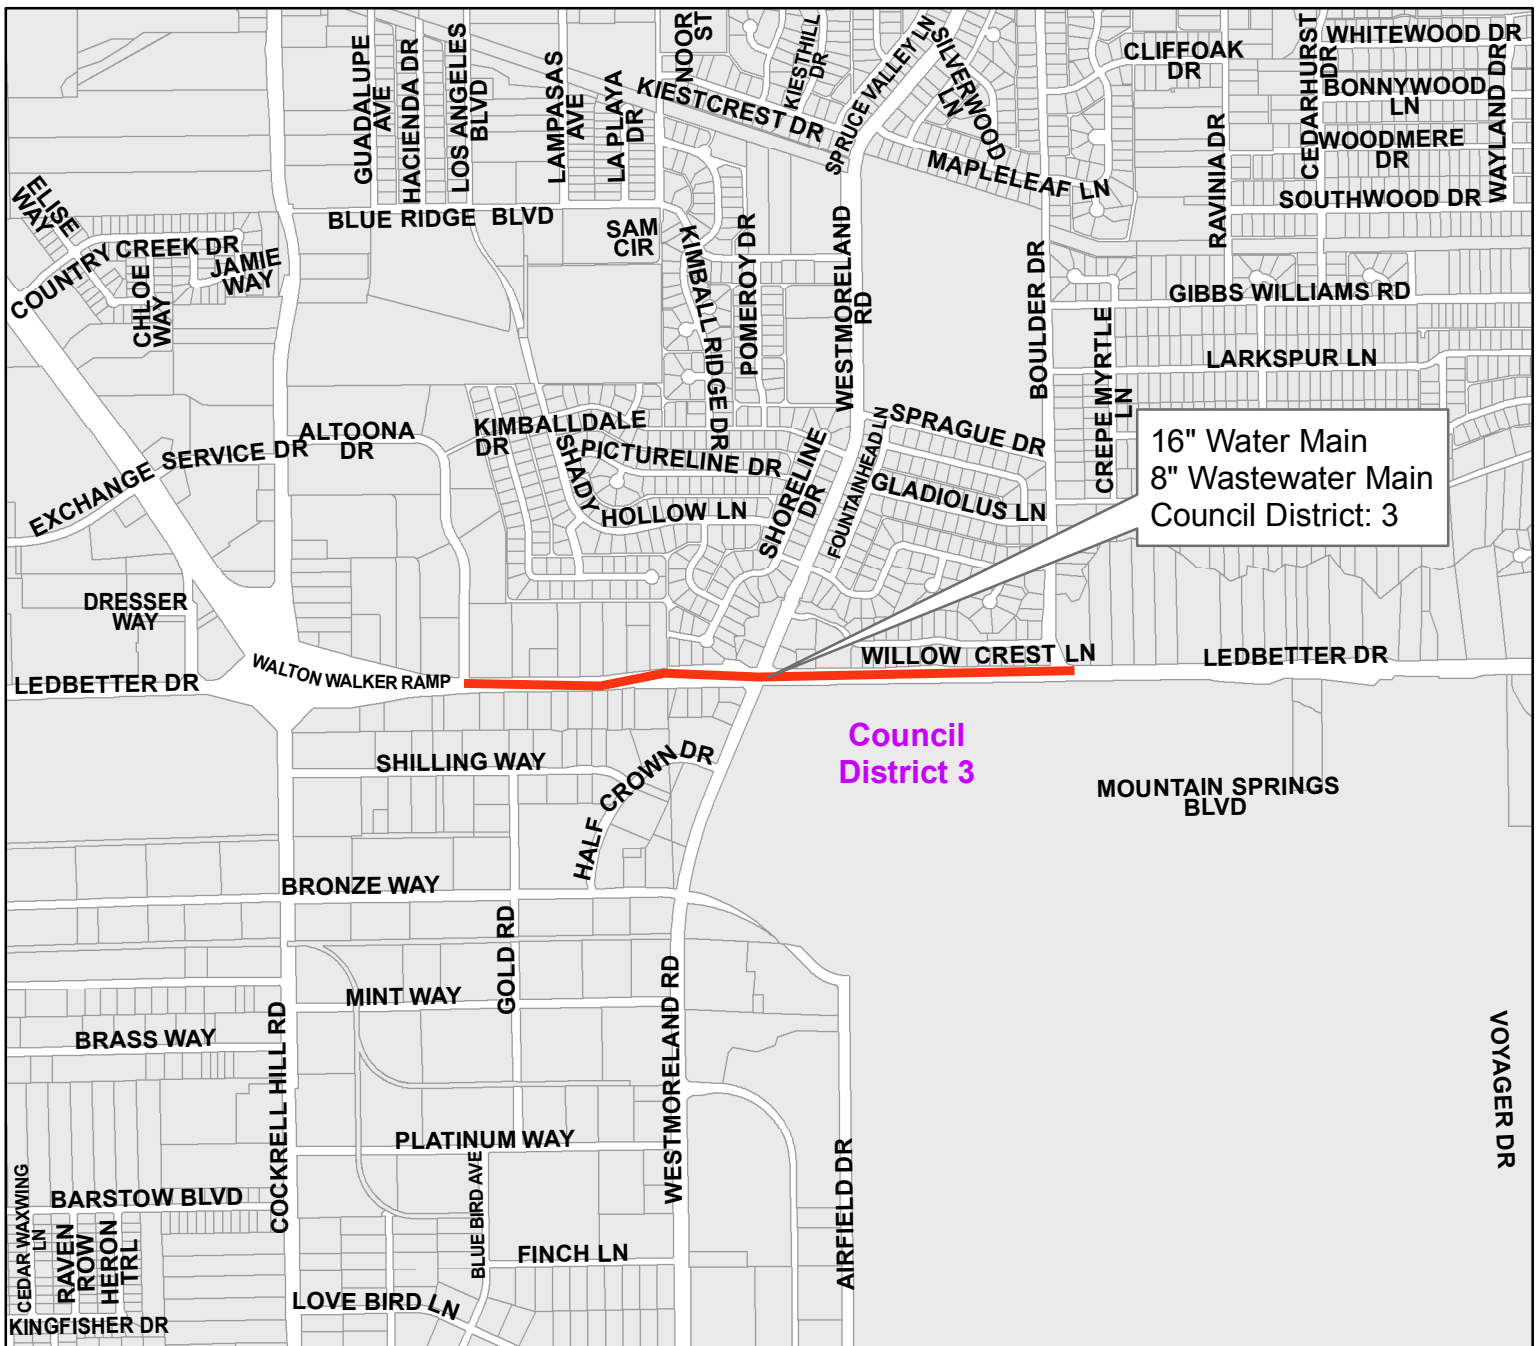 GUADALUPE
AVE
HACIENDA DR
LOS ANGELES
BLVD
LAMPASAS
AVE
LA PLAYA
DR
NOOR
ST
KIESTCREST DR
KIESTHILL
DR
SPRUCE VALLEY LN
SILVERWOOD
LN
MAPLELEAF LN
CLIFFOAK
DR
RAVINIA DR
CEDARHURST
DR
WHITEWOOD DR
BONNYWOOD
LN
WOODMERE
DR
WAYLAND DR
SOUTHWOOD DR
ELISE
WAY
COUNTRY CREEK DR
JAMIE
WAY
CHLOE
WAY
BLUE RIDGE BLVD
SAM
CIR
KIMBALL RIDGE DR
POMEROY DR
WESTMORELAND
RD
BOULDER DR
GIBBS WILLIAMS RD
CREPE MYRTLE
LN
LARKSPUR LN
EXCHANGE SERVICE DR
ALTOONA
DR
KIMBALLDALE
DR
PICTURELINE DR
SHADY
HOLLOW LN
SHORELINE
DR
FOUNTAINHEAD LN
SPRAGUE DR
GLADIOLUS LN
16" Water Main
8" Wastewater Main
Council District: 3
DRESSER
WAY
LEDBETTER DR
WALTON WALKER RAMP
WILLOW CREST LN
LEDBETTER DR
Council
District 3
SHILLING WAY
HALF CROWN DR
MOUNTAIN SPRINGS
BLVD
BRONZE WAY
GOLD RD
MINT WAY
WESTMORELAND RD
BRASS WAY
COCKRELL HILL RD
VOYAGER DR
PLATINUM WAY
BLUE BIRD AVE
AIRFIELD DR
BARSTOW BLVD
CEDAR WAXWING
LN
RAVEN
ROW
HERON
TRL
FINCH LN
LOVE BIRD LN
KINGFISHER DR